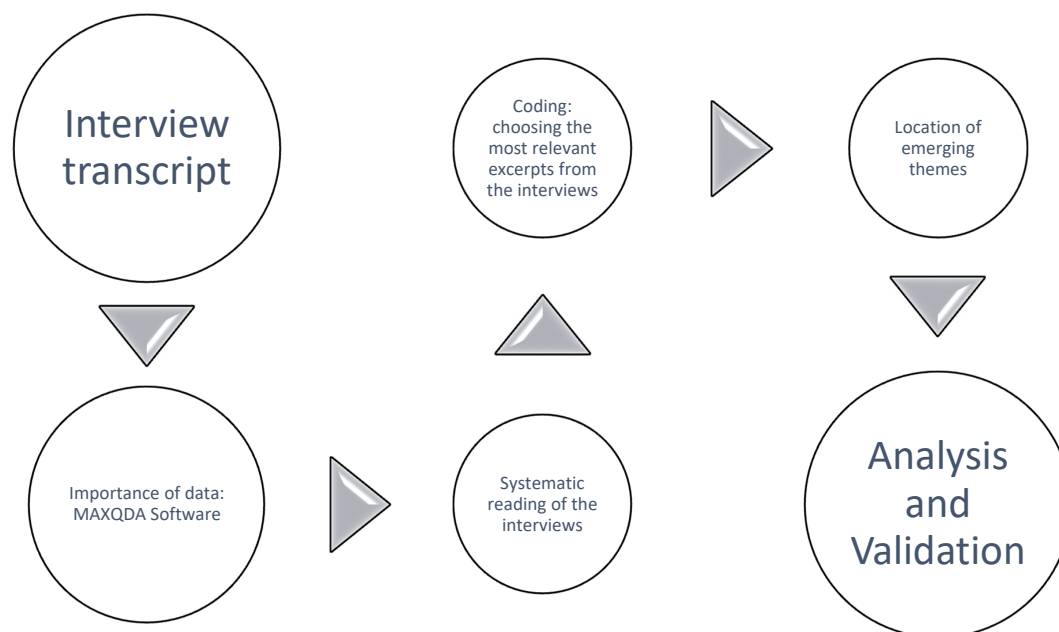 Interview
transcript
Importance of data:
MAXQDA Software
Systematic
reading of the
interviews
Coding:
choosing the
most relevant
excerpts from
the interviews
Location of
emerging
themes
Analysis
and
Validation